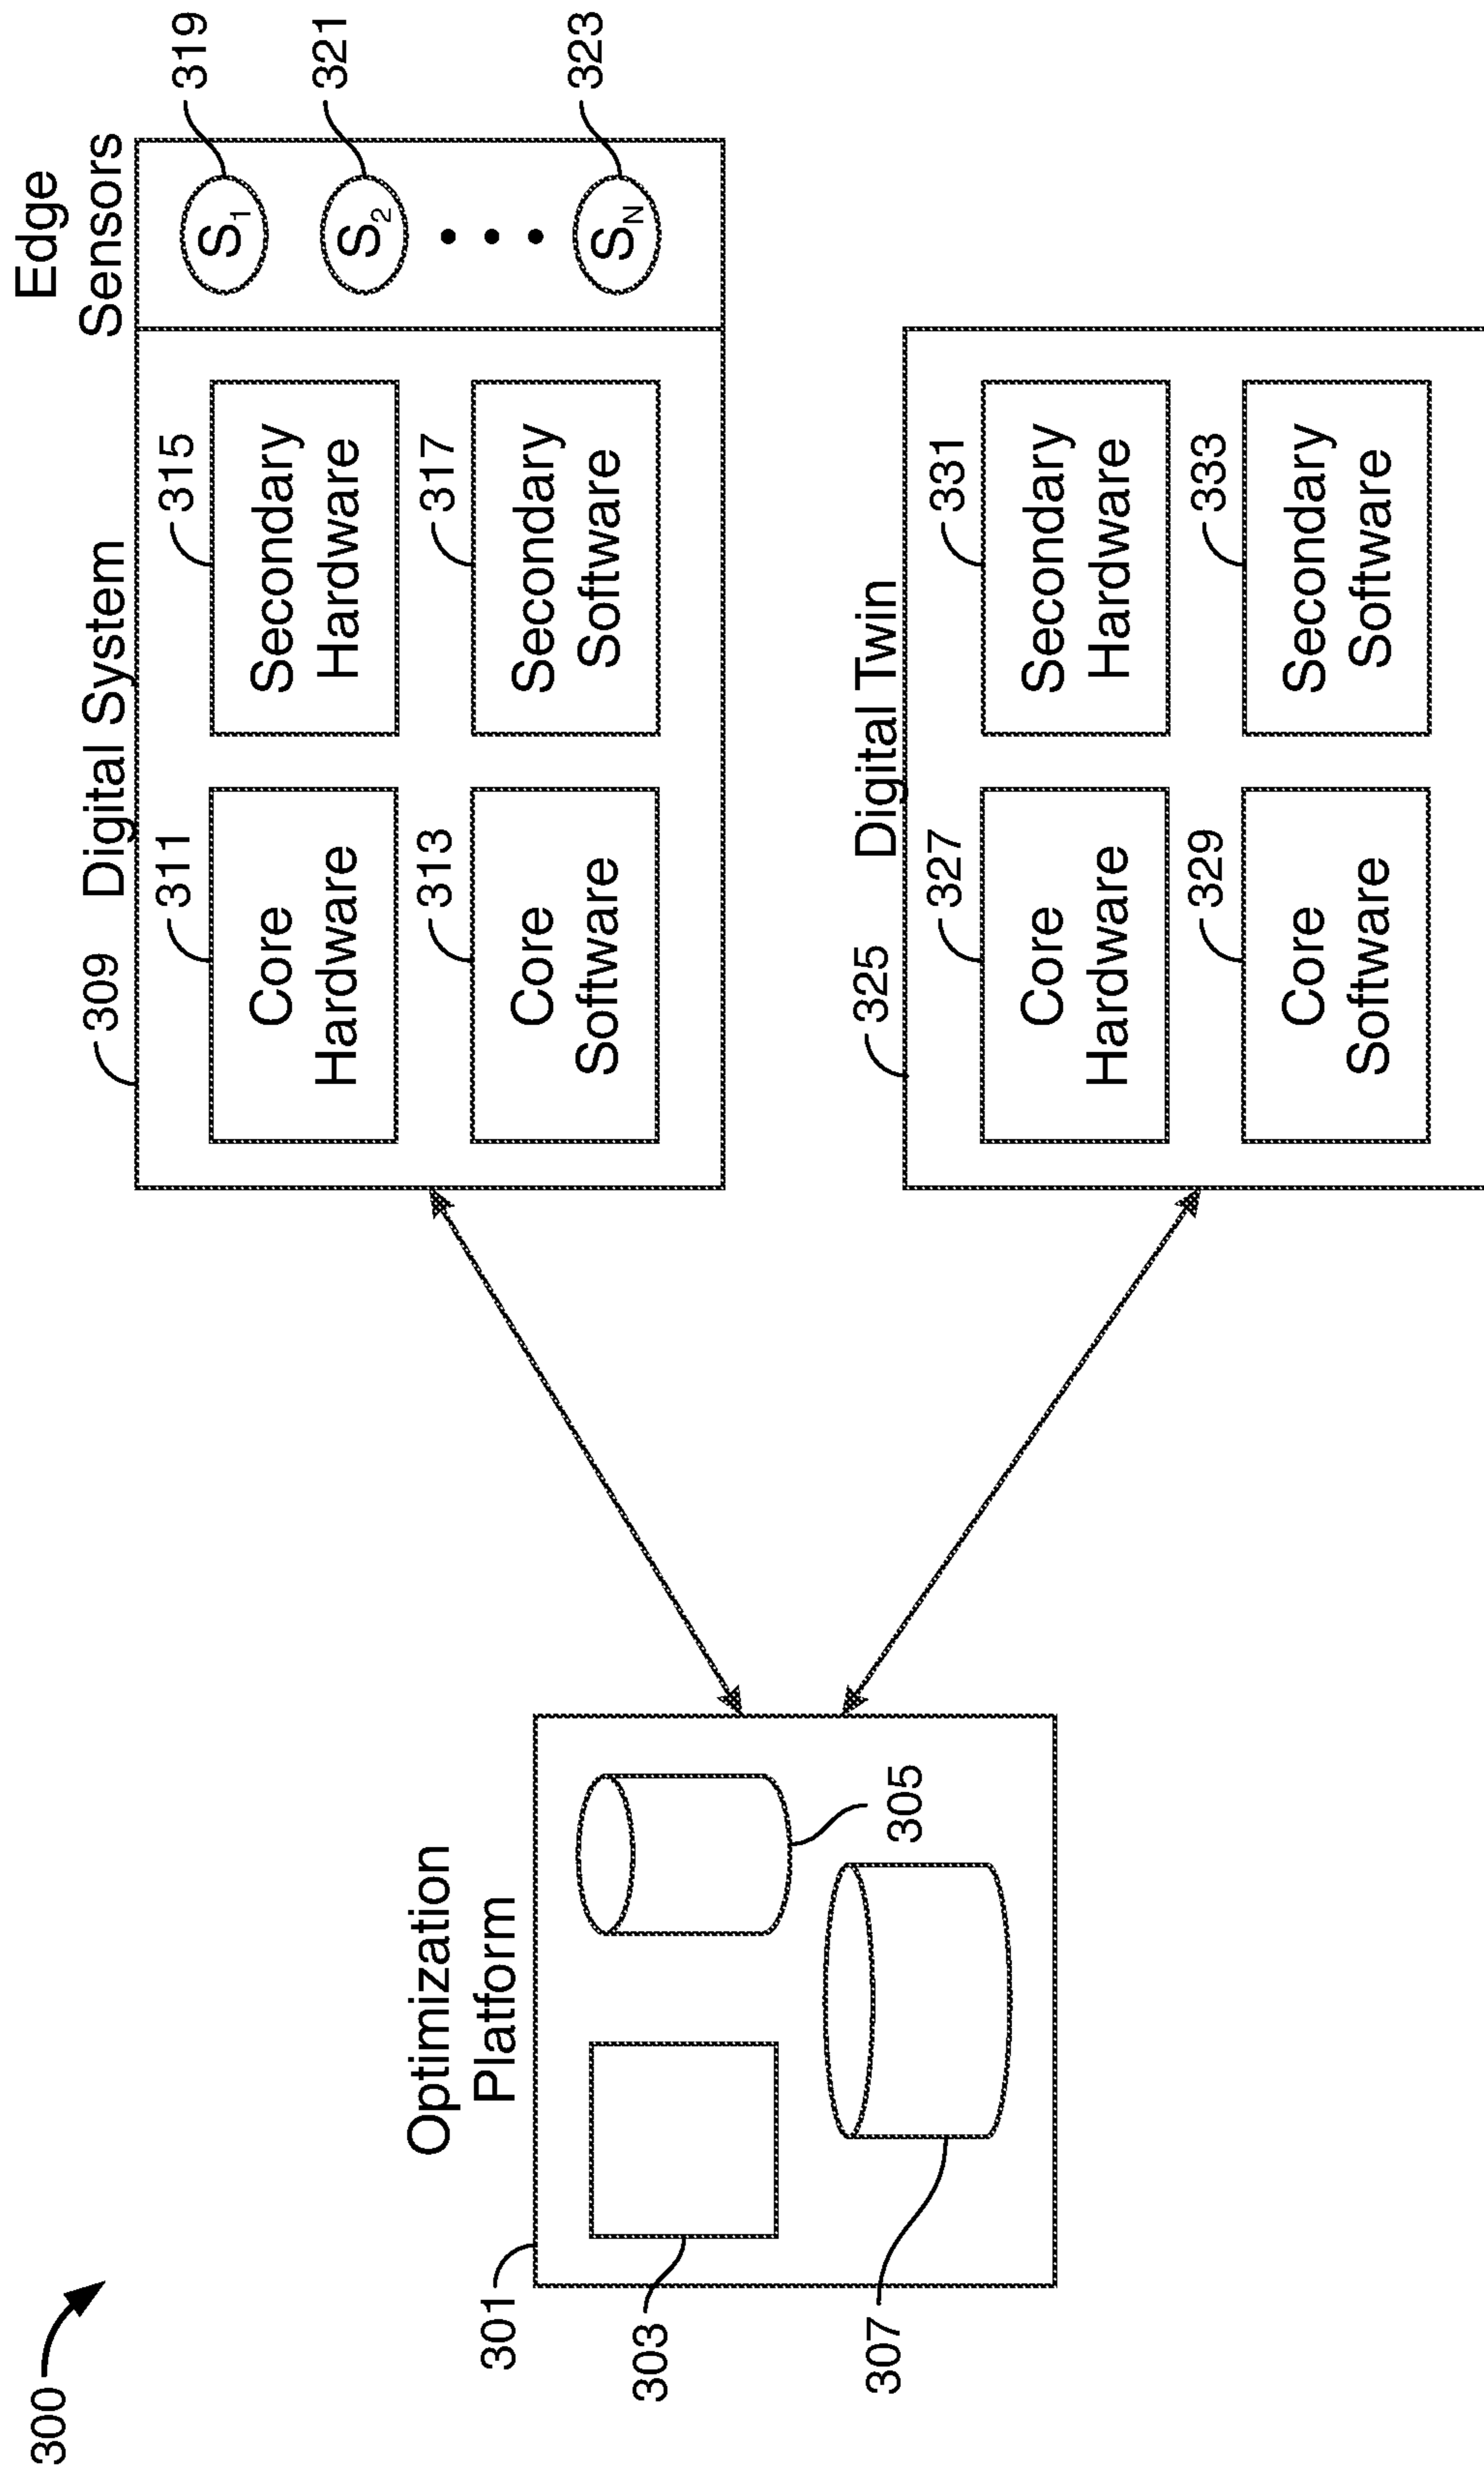 300
Optimization
Platform
301
303
305
307
309
Digital System
Edge
Sensors
311
Core
Hardware
315
Secondary
Hardware
313
Core
Software
317
Secondary
Software
S1
319
S2
321
SN
323
325
Digital Twin
327
Core
Hardware
331
Secondary
Hardware
329
Core
Software
333
Secondary
Software